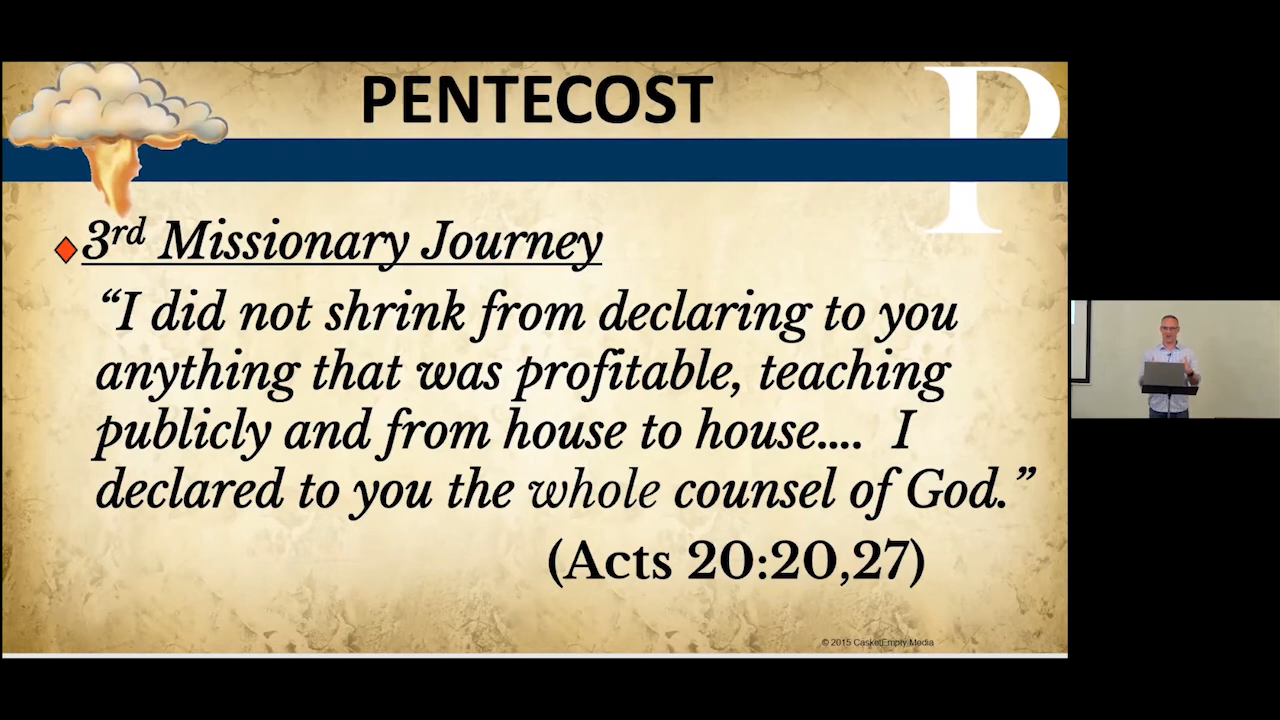 PENTECOST
P
3rd Missionary Journey
“I did not shrink from declaring to you
anything that was profitable, teaching
publicly and from house to house.... I
declared to you the whole counsel of God.”
(Acts 20:20,27)
© 2015 CasketEmpty Media